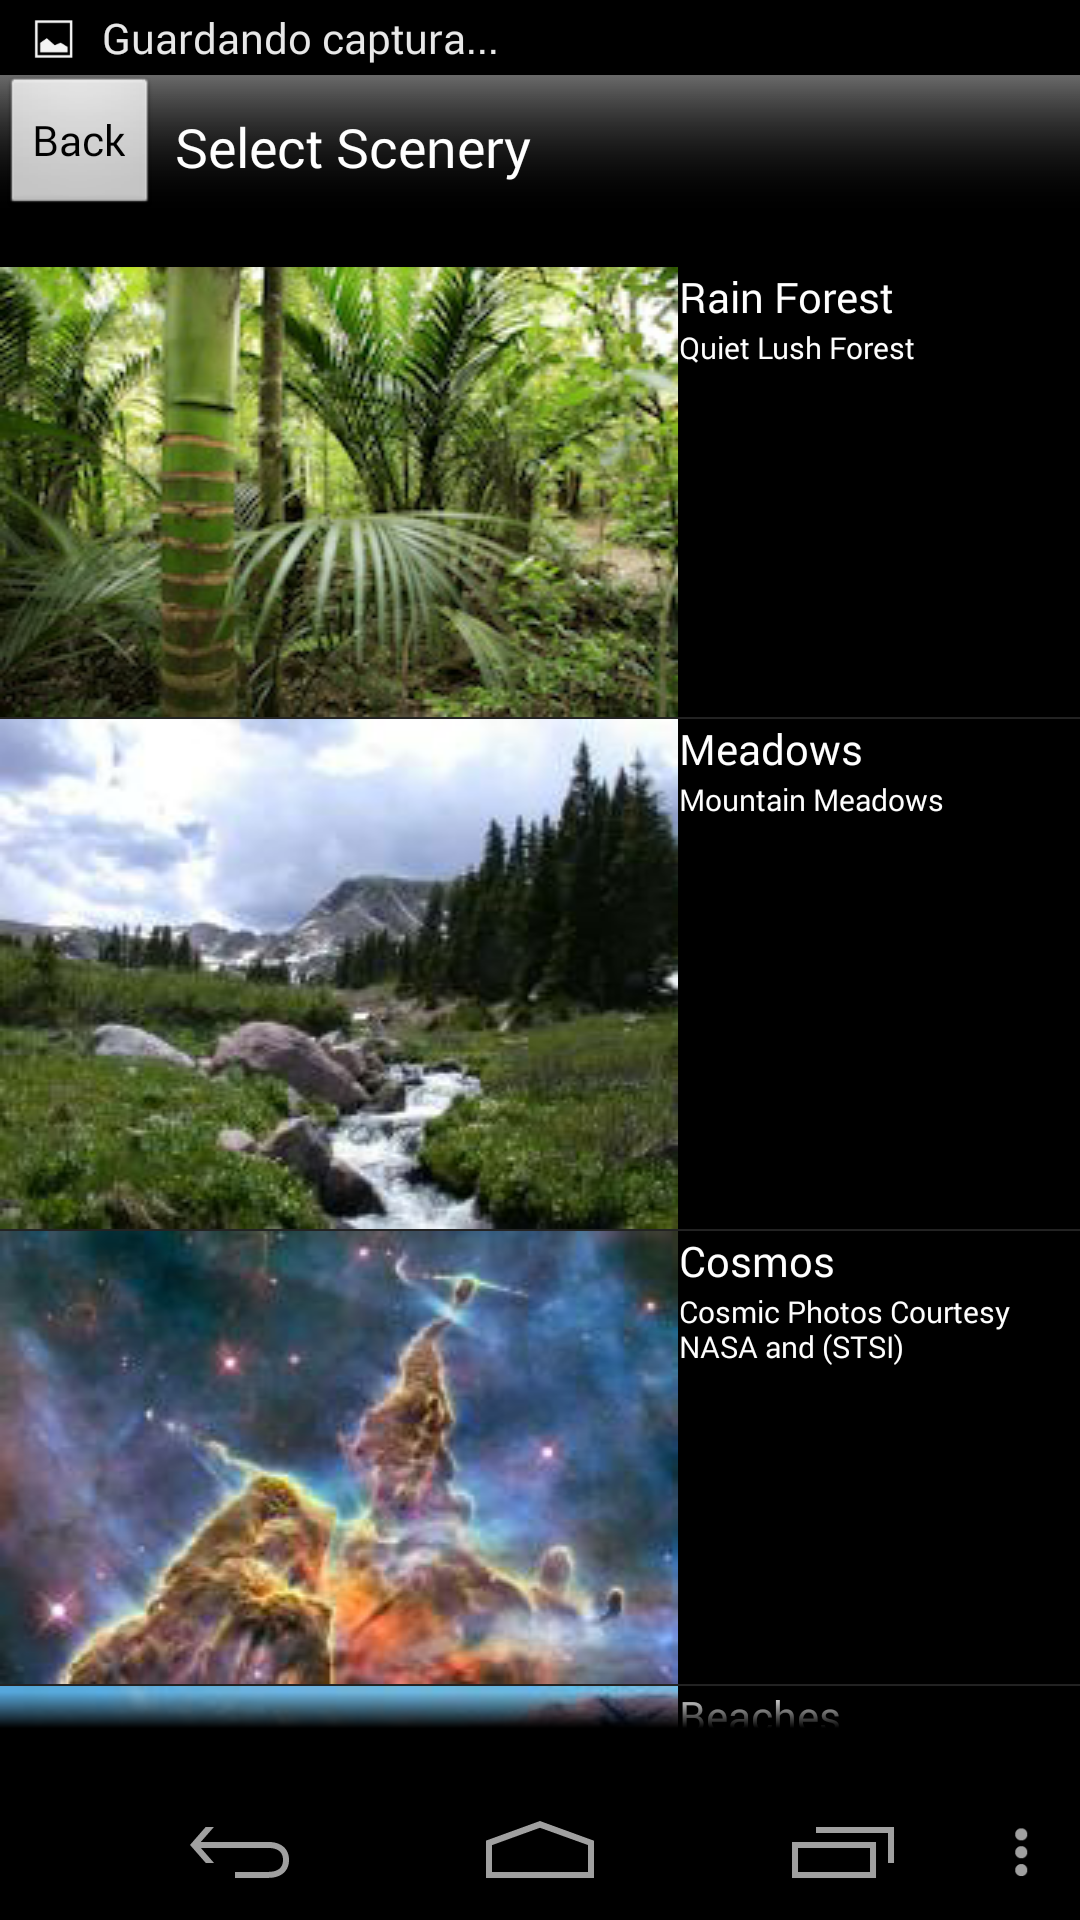 Guardando captura...
Back
Select Scenery
Rain Forest
Quiet Lush Forest
Meadows
Mountain Meadows
Cosmos
Cosmic Photos Courtesy
NASA and (STSI)
Beaches